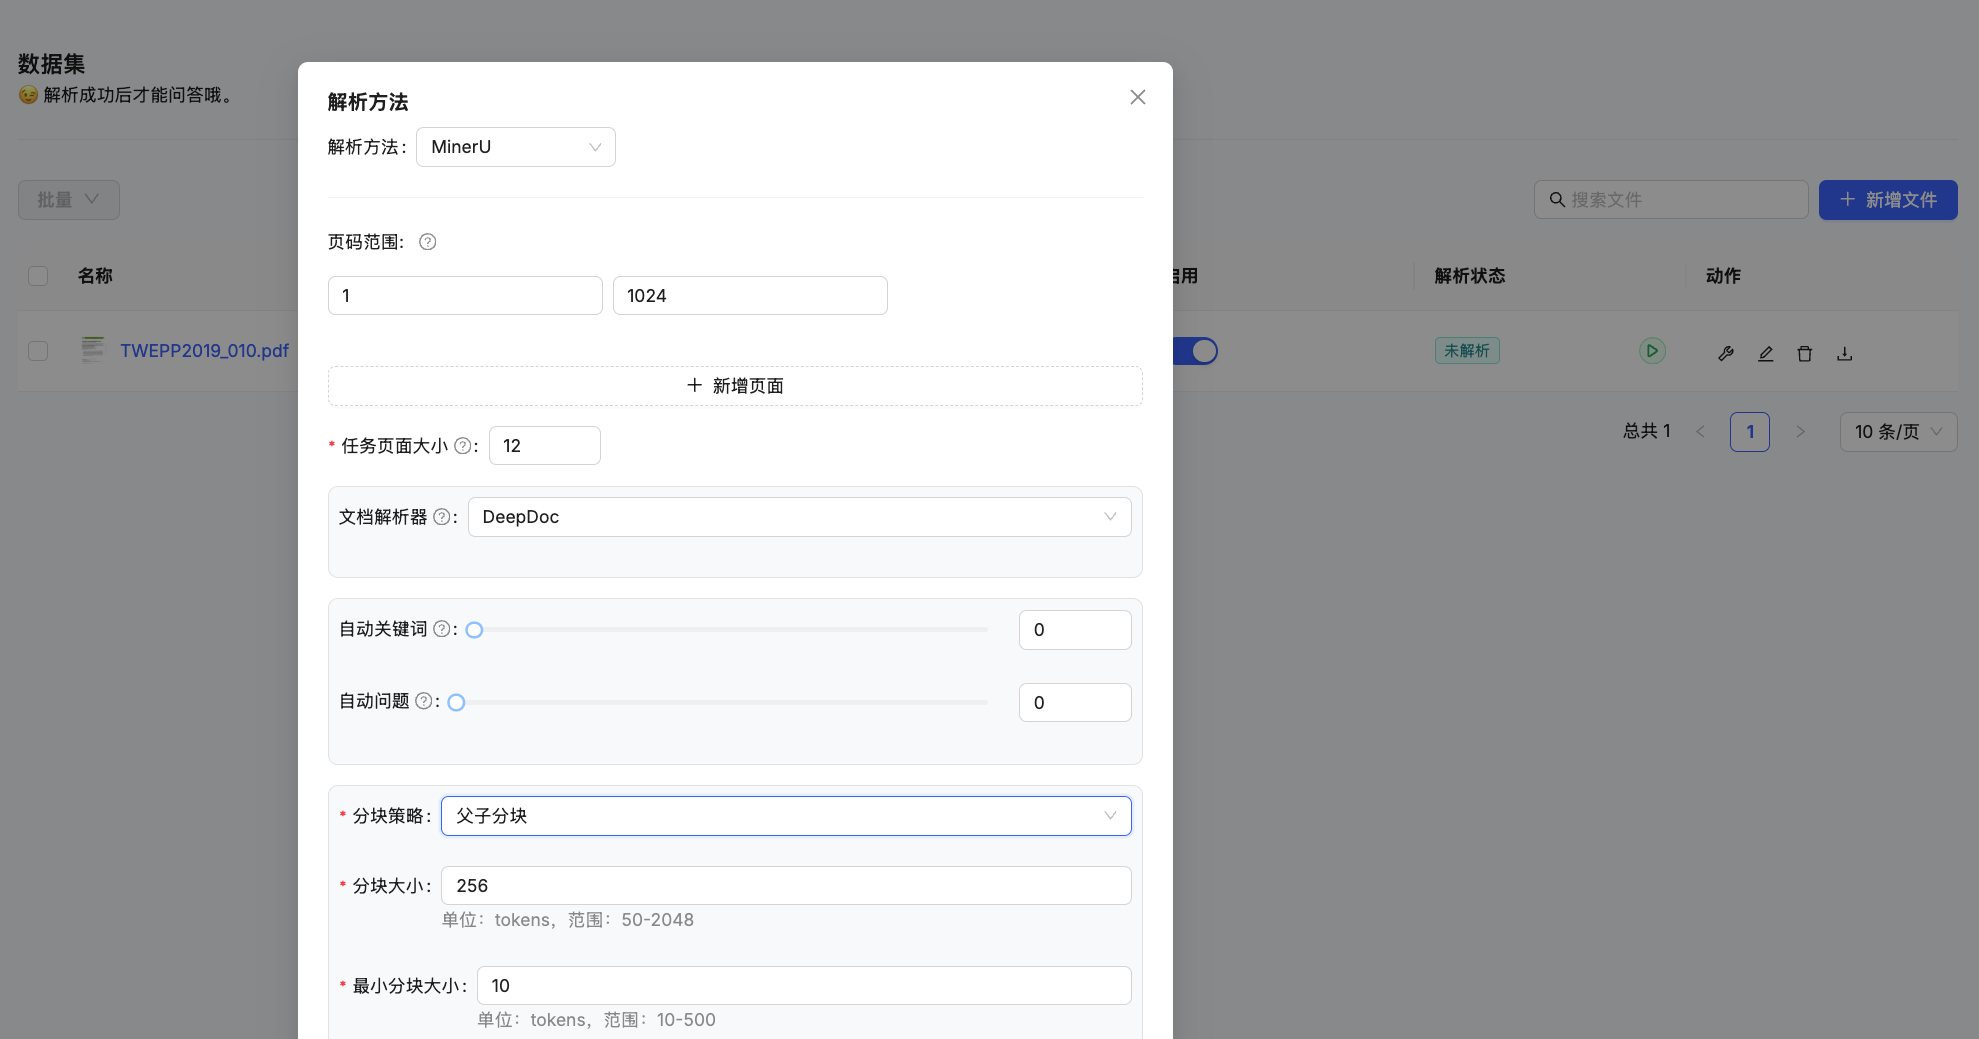 数据集
😉 解析成功后才能问答哦。
批量
搜索文件
+ 新增文件
名称
启用
解析状态
动作
TWEPP2019_010.pdf
未解析
总共 1
1
10 条/页
解析方法
解析方法: MinerU
页码范围:
1
1024
+ 新增页面
* 任务页面大小 : 12
文档解析器 : DeepDoc
自动关键词 : 0
自动问题 : 0
* 分块策略: 父子分块
* 分块大小: 256
单位：tokens，范围：50-2048
* 最小分块大小: 10
单位：tokens，范围：10-500